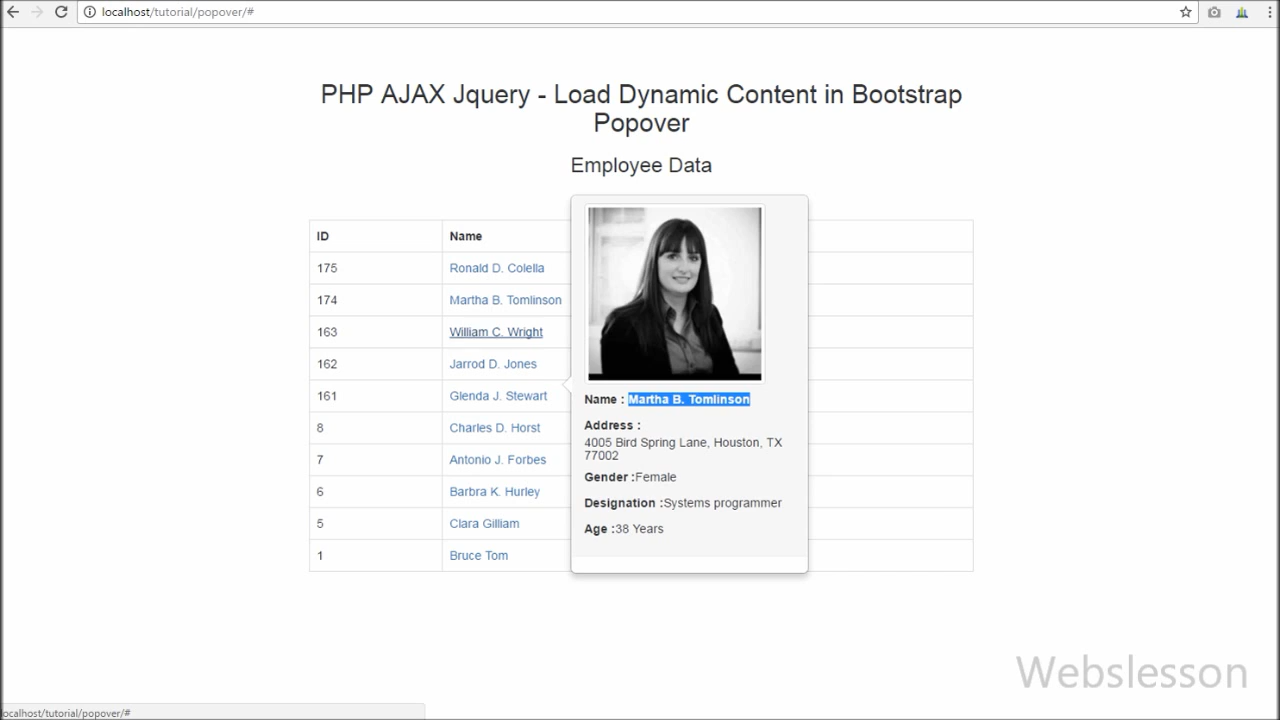 localhost/tutorial/popover/#
PHP AJAX Jquery - Load Dynamic Content in Bootstrap
Popover
Employee Data
ID Name
175 Ronald D. Colella
174 Martha B. Tomlinson
163 William C. Wright
162 Jarrod D. Jones
161 Glenda J. Stewart
8 Charles D. Horst
7 Antonio J. Forbes
6 Barbra K. Hurley
5 Clara Gilliam
1 Bruce Tom
Name : Martha B. Tomlinson
Address :
4005 Bird Spring Lane, Houston, TX
77002
Gender :Female
Designation :Systems programmer
Age :38 Years
Webslesson
ocalhost/tutorial/popover/#